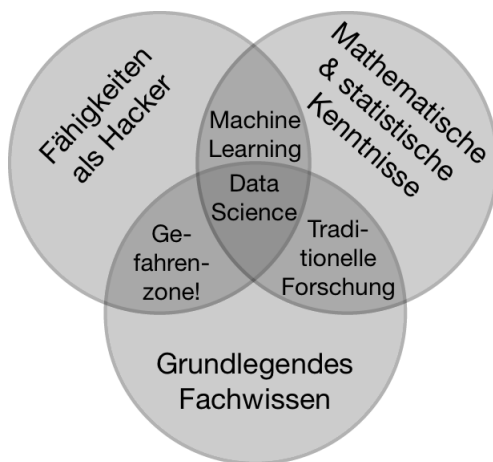 Fähigkeiten
als Hacker
Mathematische
& statistische
Kenntnisse
Machine
Learning
Data
Science
Ge-
fahren-
zone!
Tradi-
tionelle
Forschung
Grundlegendes
Fachwissen